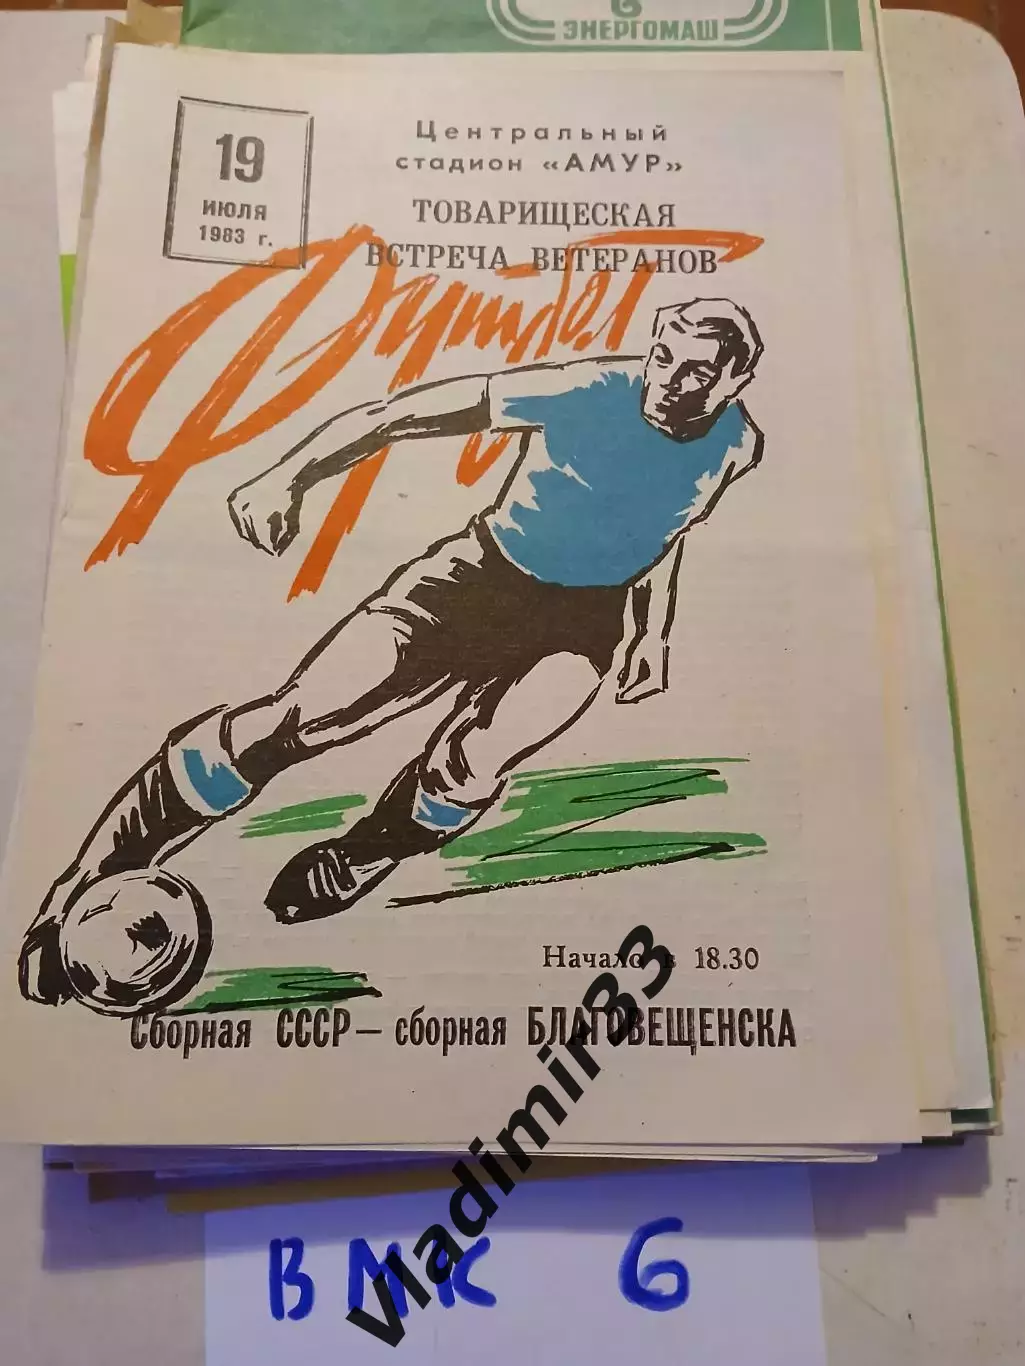 ЭНЕРГОМАШ
19
ИЮЛЯ
1983 г.
Центральный
стадион «АМУР»
ТОВАРИЩЕСКАЯ
ВСТРЕЧА ВЕТЕРАНОВ
Футбол
Начало в 18.30
Сборная СССР — сборная БЛАГОВЕЩЕНСКА
vladimir83
ВМК 6